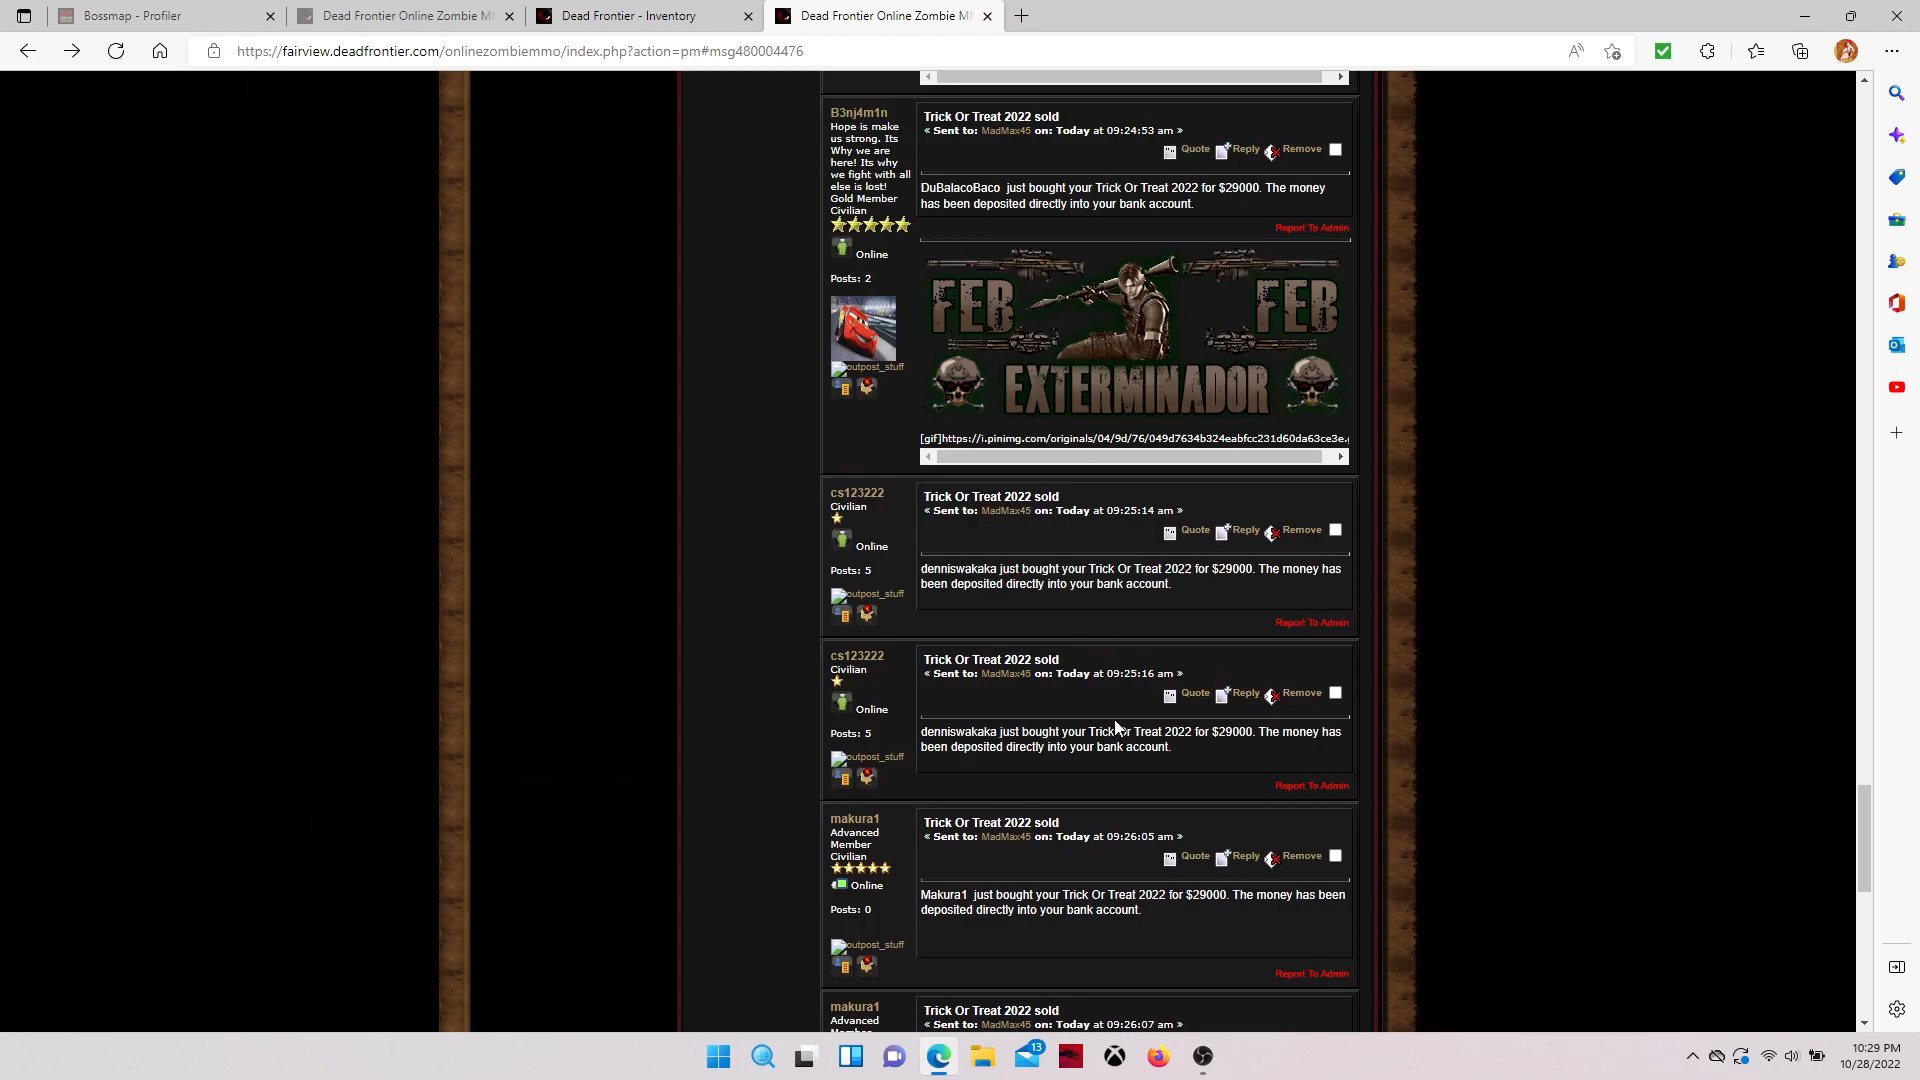 Bossmap - Profiler
Dead Frontier Online Zombie M
Dead Frontier - Inventory
Dead Frontier Online Zombie M
https://fairview.deadfrontier.com/onlinezombiemmo/index.php?action=pm#msg480004476
B3nj4m1n
Hope is make
us strong. Its
Why we are
here! Its why
we fight with all
else is lost!
Gold Member
Civilian
Online
Posts: 2
outpost_stuff
Trick Or Treat 2022 sold
« Sent to: MadMax45 on: Today at 09:24:53 am »
Quote Reply Remove
DuBalacoBaco just bought your Trick Or Treat 2022 for $29000. The money
has been deposited directly into your bank account.
Report To Admin
FEB FEB
EXTERMINADOR
[gif]https://i.pinimg.com/originals/04/9d/76/049d7634b324eabfcc231d60da63ce3e.g
cs123222
Civilian
Online
Posts: 5
outpost_stuff
Trick Or Treat 2022 sold
« Sent to: MadMax45 on: Today at 09:25:14 am »
Quote Reply Remove
denniswakaka just bought your Trick Or Treat 2022 for $29000. The money has
been deposited directly into your bank account.
Report To Admin
cs123222
Civilian
Online
Posts: 5
outpost_stuff
Trick Or Treat 2022 sold
« Sent to: MadMax45 on: Today at 09:25:16 am »
Quote Reply Remove
denniswakaka just bought your Trick Or Treat 2022 for $29000. The money has
been deposited directly into your bank account.
Report To Admin
makura1
Advanced
Member
Civilian
Online
Posts: 0
outpost_stuff
Trick Or Treat 2022 sold
« Sent to: MadMax45 on: Today at 09:26:05 am »
Quote Reply Remove
Makura1 just bought your Trick Or Treat 2022 for $29000. The money has been
deposited directly into your bank account.
Report To Admin
makura1
Advanced
Trick Or Treat 2022 sold
« Sent to: MadMax45 on: Today at 09:26:07 am »
13
10:29 PM
10/28/2022